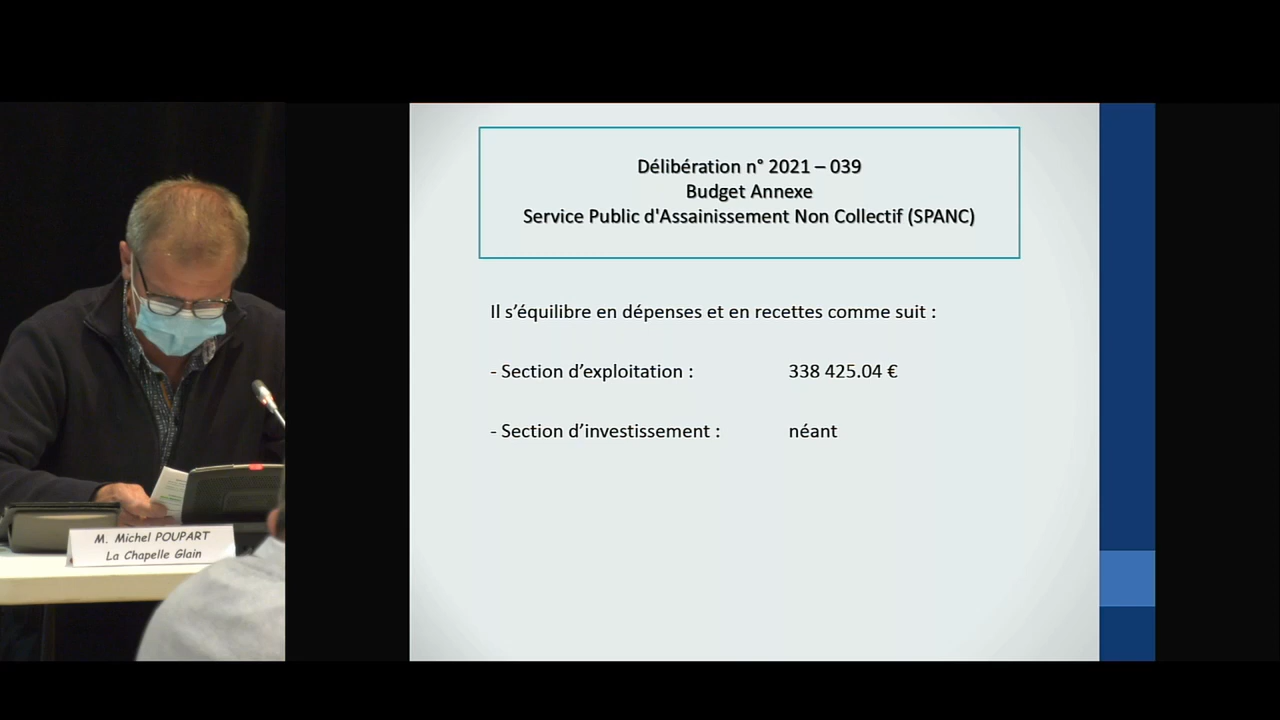 Délibération n° 2021 – 039
Budget Annexe
Service Public d'Assainissement Non Collectif (SPANC)
Il s’équilibre en dépenses et en recettes comme suit :
- Section d’exploitation : 338 425.04 €
- Section d’investissement : néant
M. Michel POUPART
La Chapelle Glain